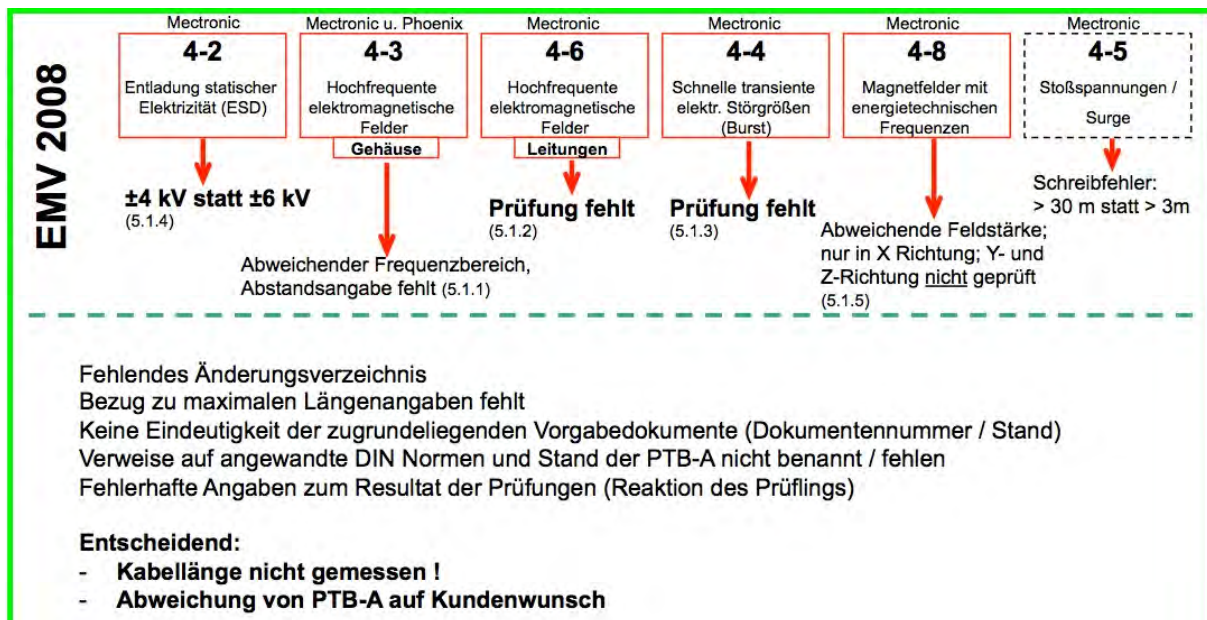 EMV 2008
Mectronic
4-2
Entladung statischer
Elektrizität (ESD)
±4 kV statt ±6 kV
(5.1.4)
Mectronic u. Phoenix
4-3
Hochfrequente
elektromagnetische
Felder
Gehäuse
Abweichender Frequenzbereich,
Abstandsangabe fehlt (5.1.1)
Mectronic
4-6
Hochfrequente
elektromagnetische
Felder
Leitungen
Prüfung fehlt
(5.1.2)
Mectronic
4-4
Schnelle transiente
elektr. Störgrößen
(Burst)
Prüfung fehlt
(5.1.3)
Mectronic
4-8
Magnetfelder mit
energietechnischen
Frequenzen
Abweichende Feldstärke;
nur in X Richtung; Y- und
Z-Richtung nicht geprüft
(5.1.5)
Mectronic
4-5
Stoßspannungen /
Surge
Schreibfehler:
> 30 m statt > 3m
Fehlendes Änderungsverzeichnis
Bezug zu maximalen Längenangaben fehlt
Keine Eindeutigkeit der zugrundeliegenden Vorgabedokumente (Dokumentennummer / Stand)
Verweise auf angewandte DIN Normen und Stand der PTB-A nicht benannt / fehlen
Fehlerhafte Angaben zum Resultat der Prüfungen (Reaktion des Prüflings)
Entscheidend:
- Kabellänge nicht gemessen !
- Abweichung von PTB-A auf Kundenwunsch